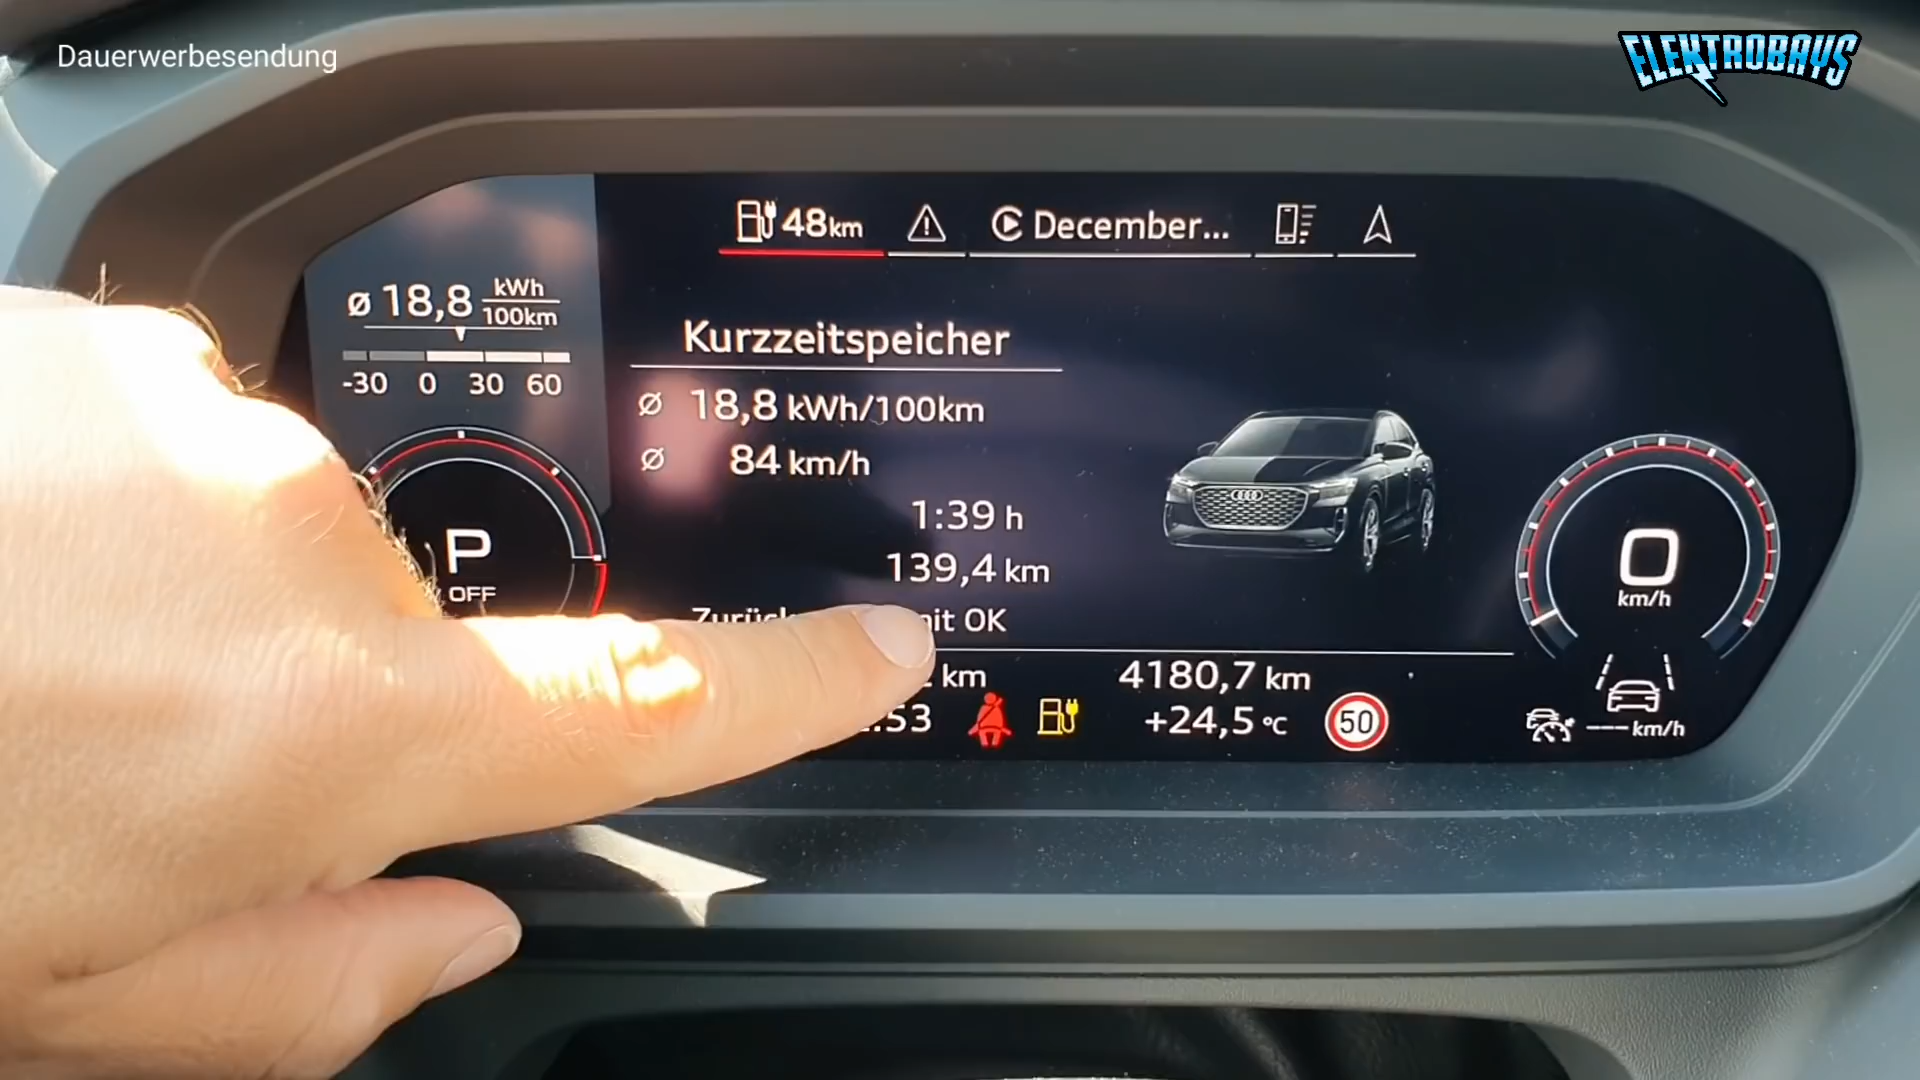 Dauerwerbesendung
ELEKTROBAYS
48km
December...
ø 18,8 kWh
100km
-30 0 30 60
Kurzzeitspeicher
Ø 18,8 kWh/100km
Ø 84 km/h
1:39 h
139,4 km
OK
P
OFF
0
km/h
km
4180,7 km
+24,5 °C
50
--- km/h